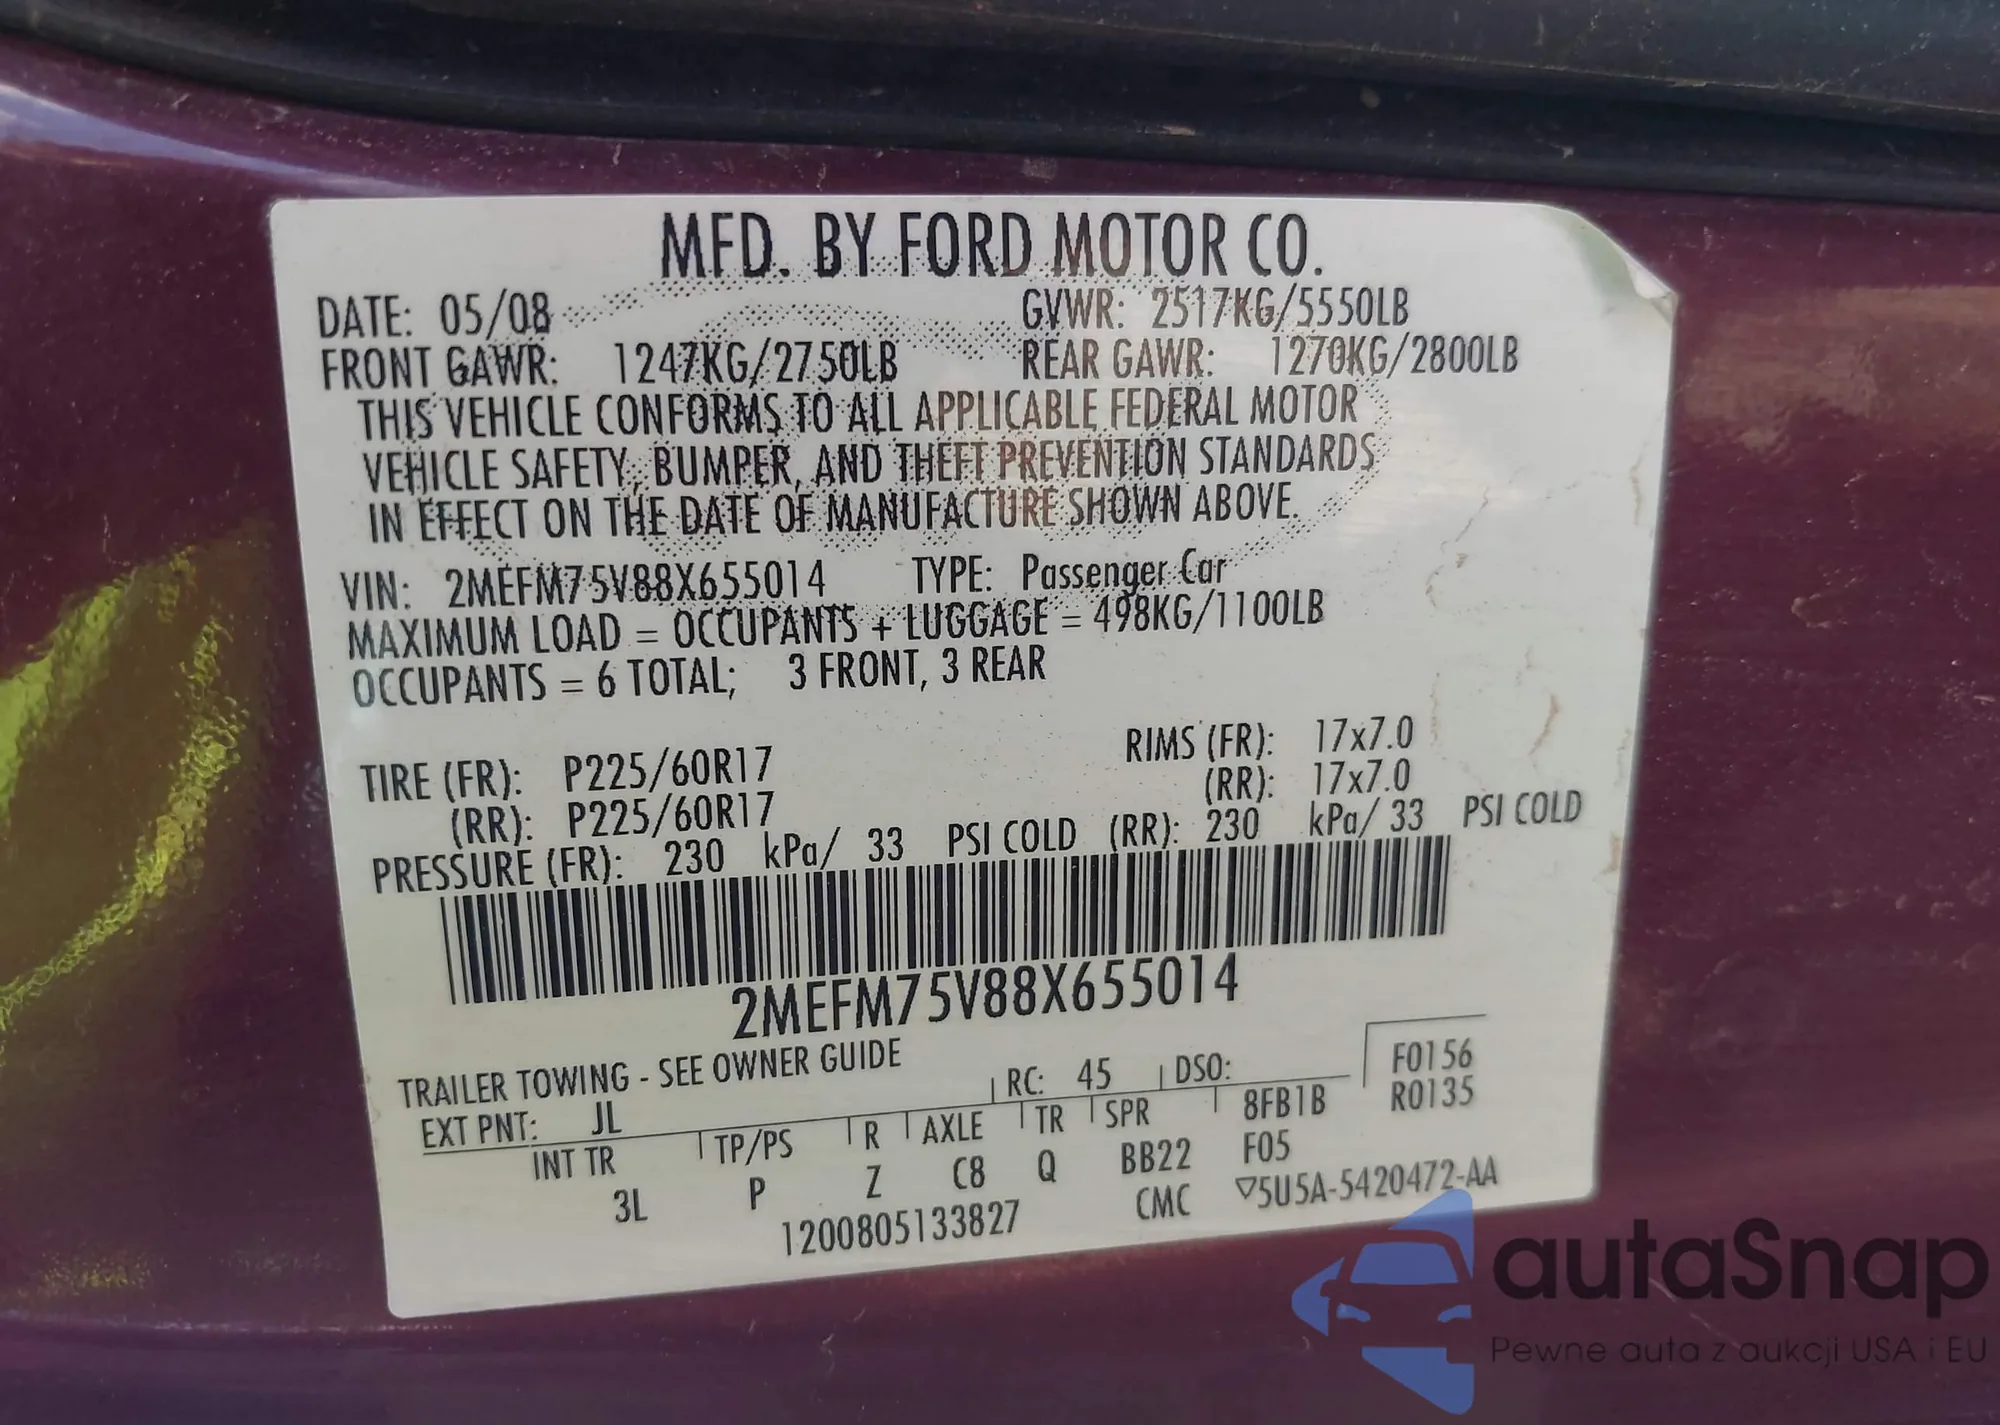 MFD. BY FORD MOTOR CO.
DATE: 05/08 GVWR: 2517KG/5550LB
FRONT GAWR: 1247KG/2750LB REAR GAWR: 1270KG/2800LB
THIS VEHICLE CONFORMS TO ALL APPLICABLE FEDERAL MOTOR
VEHICLE SAFETY, BUMPER, AND THEFT PREVENTION STANDARDS
IN EFFECT ON THE DATE OF MANUFACTURE SHOWN ABOVE.
VIN: 2MEFM75V88X655014 TYPE: Passenger Car
MAXIMUM LOAD = OCCUPANTS + LUGGAGE = 498KG/1100LB
OCCUPANTS = 6 TOTAL; 3 FRONT, 3 REAR
TIRE (FR): P225/60R17 RIMS (FR): 17x7.0
(RR): P225/60R17 (RR): 17x7.0
PRESSURE (FR): 230 kPa/ 33 PSI COLD (RR): 230 kPa/ 33 PSI COLD
2MEFM75V88X655014
TRAILER TOWING - SEE OWNER GUIDE
EXT PNT: JL RC: 45 DSO: F0156
R0135
INT TR TP/PS R AXLE TR SPR 8FB1B
3L P Z C8 Q BB22 F05
1200805133827 CMC ▽5U5A-5420472-AA
autaSnap
Pewne auta z aukcji USA i EU